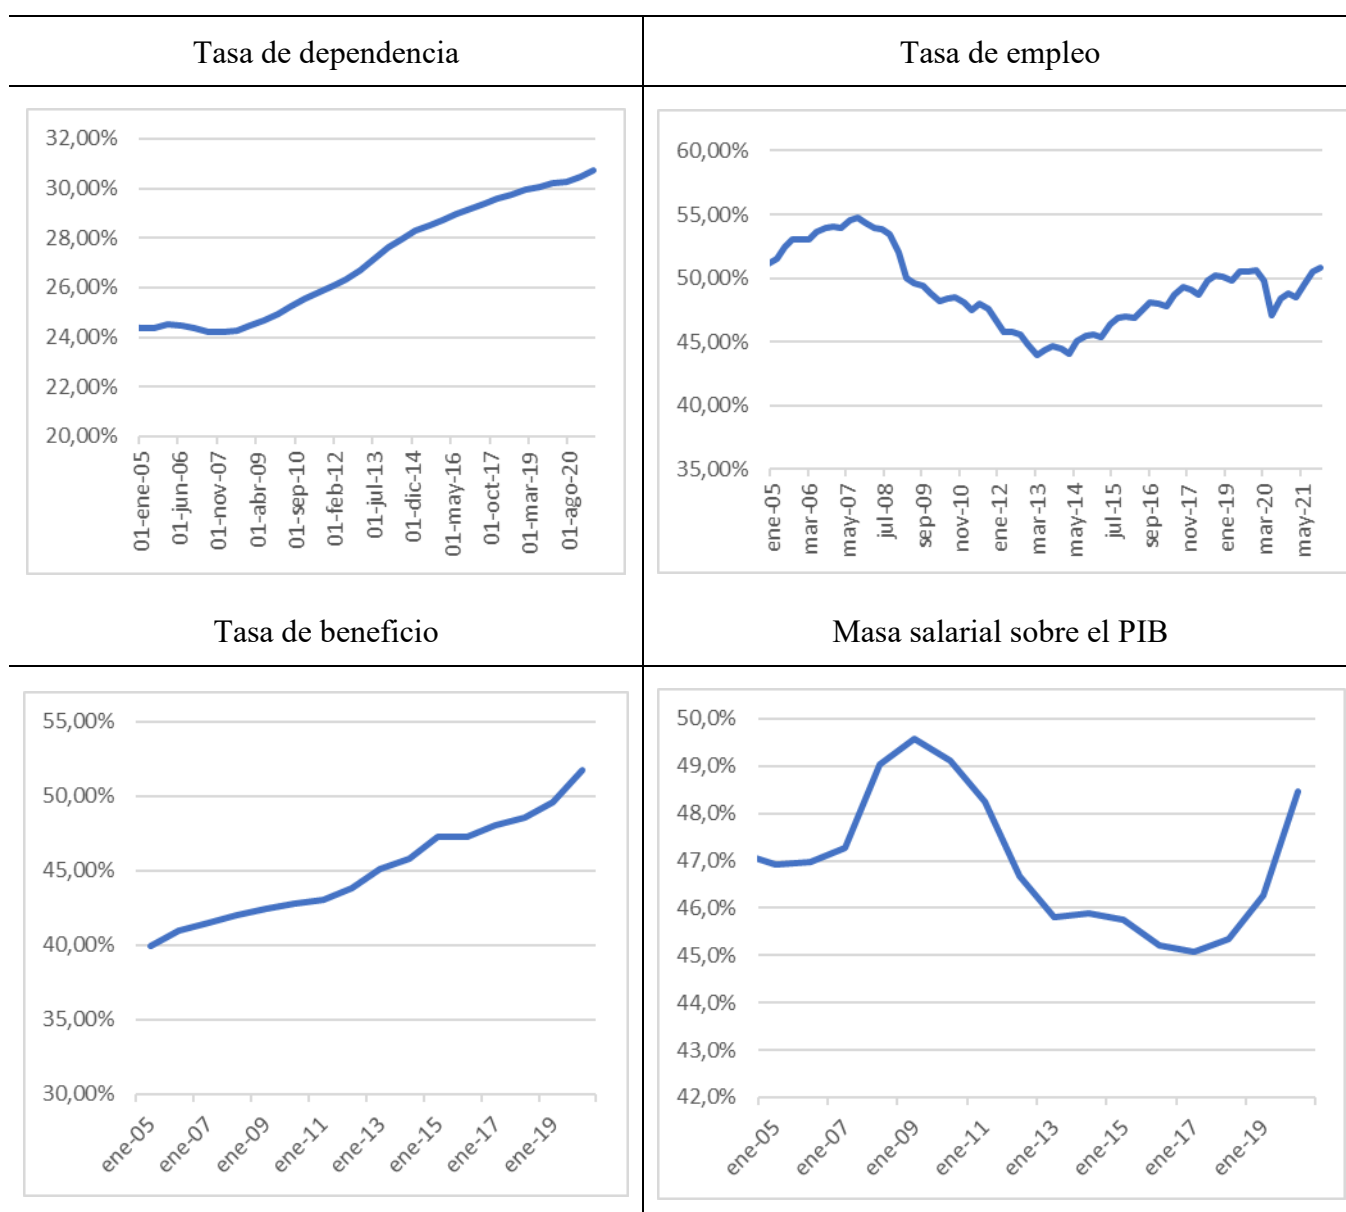 Tasa de dependencia
Tasa de empleo
32,00%
30,00%
28,00%
26,00%
24,00%
22,00%
20,00%
01-ene-05
01-jun-06
01-nov-07
01-abr-09
01-sep-10
01-feb-12
01-jul-13
01-dic-14
01-may-16
01-oct-17
01-mar-19
01-ago-20
60,00%
55,00%
50,00%
45,00%
40,00%
35,00%
ene-05
mar-06
may-07
jul-08
sep-09
nov-10
ene-12
mar-13
may-14
jul-15
sep-16
nov-17
ene-19
mar-20
may-21
Tasa de beneficio
Masa salarial sobre el PIB
55,00%
50,00%
45,00%
40,00%
35,00%
30,00%
ene-05
ene-07
ene-09
ene-11
ene-13
ene-15
ene-17
ene-19
50,0%
49,0%
48,0%
47,0%
46,0%
45,0%
44,0%
43,0%
42,0%
ene-05
ene-07
ene-09
ene-11
ene-13
ene-15
ene-17
ene-19